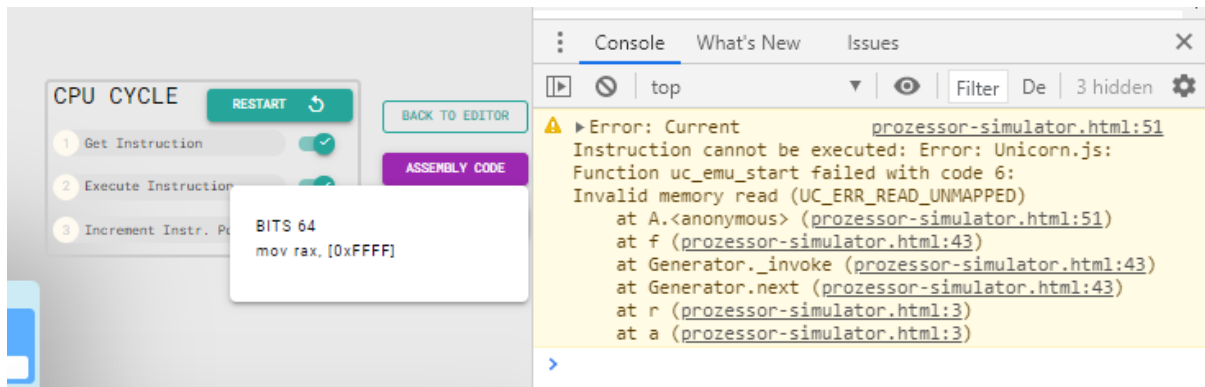 CPU CYCLE
RESTART
1 Get Instruction
2 Execute Instruction
3 Increment Instr. Po
BACK TO EDITOR
ASSEMBLY CODE
BITS 64
mov rax, [0xFFFF]
Console What's New Issues
top Filter De 3 hidden
Error: Current prozessor-simulator.html:51
Instruction cannot be executed: Error: Unicorn.js:
Function uc_emu_start failed with code 6:
Invalid memory read (UC_ERR_READ_UNMAPPED)
at A.<anonymous> (prozessor-simulator.html:51)
at f (prozessor-simulator.html:43)
at Generator._invoke (prozessor-simulator.html:43)
at Generator.next (prozessor-simulator.html:43)
at r (prozessor-simulator.html:3)
at a (prozessor-simulator.html:3)